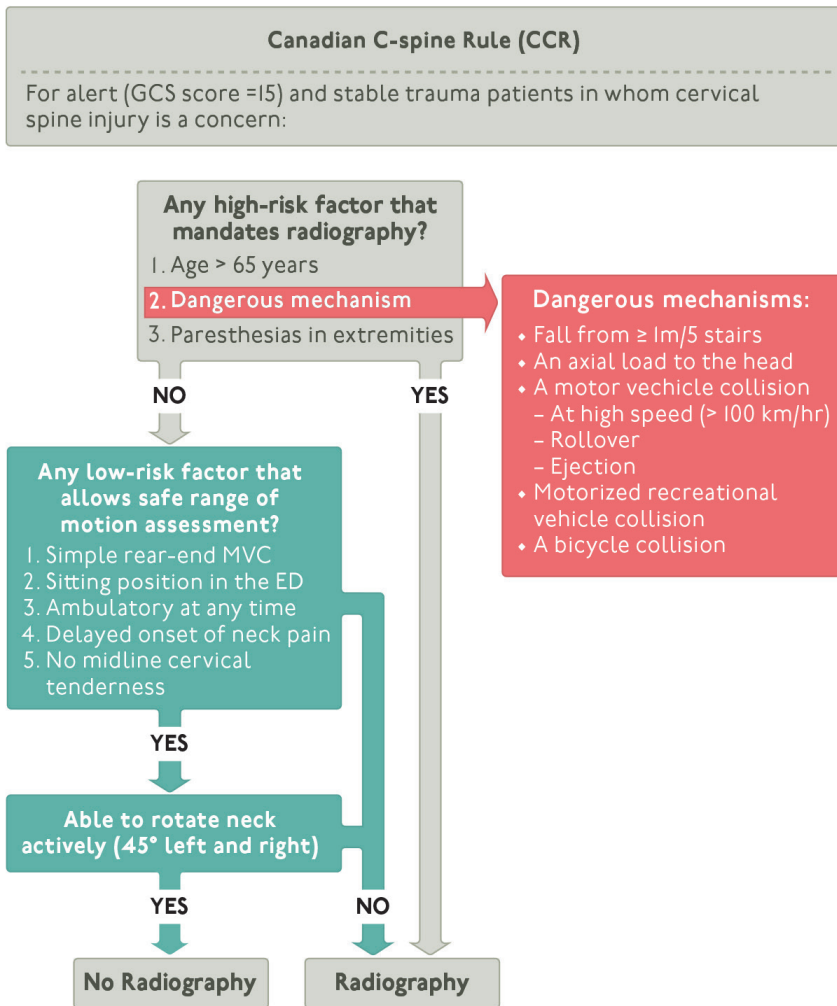 Canadian C-spine Rule (CCR)
For alert (GCS score =15) and stable trauma patients in whom cervical
spine injury is a concern:
Any high-risk factor that
mandates radiography?
1. Age > 65 years
2. Dangerous mechanism
3. Paresthesias in extremities
Dangerous mechanisms:
⬥ Fall from ≥ 1m/5 stairs
⬥ An axial load to the head
⬥ A motor vechicle collision
– At high speed (> 100 km/hr)
– Rollover
– Ejection
⬥ Motorized recreational
vehicle collision
⬥ A bicycle collision
NO
YES
Any low-risk factor that
allows safe range of
motion assessment?
1. Simple rear-end MVC
2. Sitting position in the ED
3. Ambulatory at any time
4. Delayed onset of neck pain
5. No midline cervical
tenderness
YES
Able to rotate neck
actively (45° left and right)
YES
NO
No Radiography
Radiography